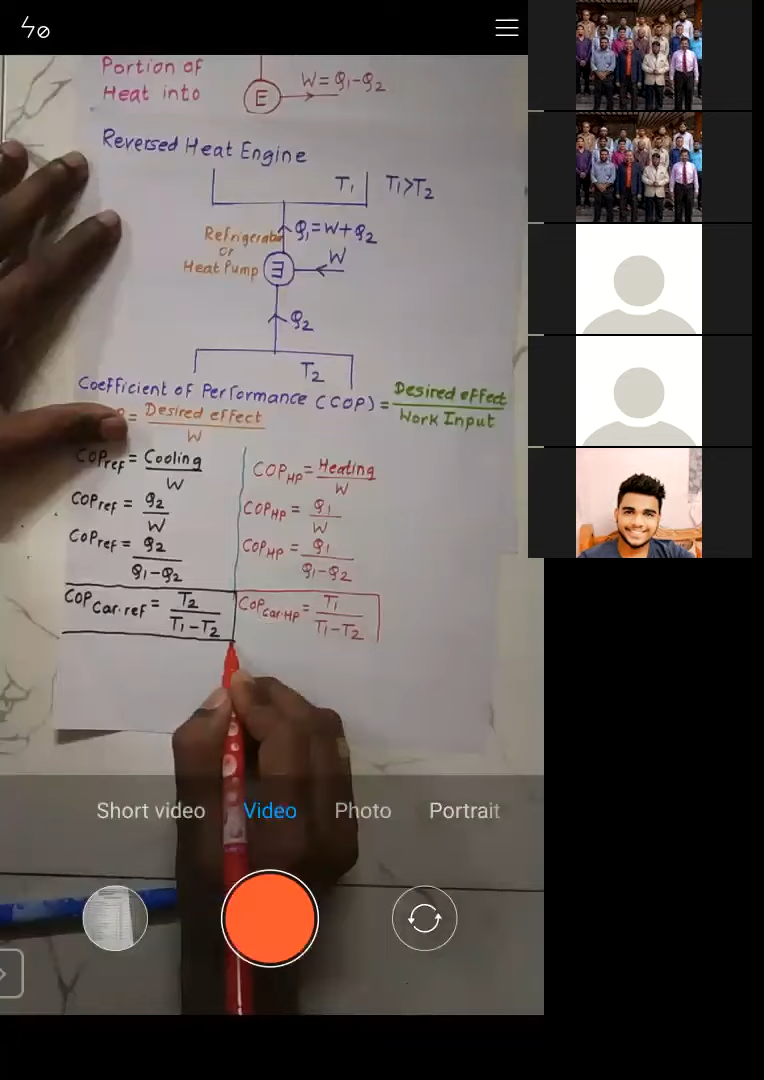 Portion of
Heat into
E
W = Q1-Q2
Reversed Heat Engine
T1
T1>T2
Refrigerator
or
Heat Pump
Q1=W+Q2
W
E
Q2
T2
Coefficient of Performance (COP) = Desired effect / Work Input
= Desired effect / W
COPref = Cooling / W
COPHP = Heating / W
COPref = Q2 / W
COPHP = Q1 / W
COPref = Q2 / Q1-Q2
COPHP = Q1 / Q1-Q2
COPCar.ref = T2 / T1-T2
COPCar.HP = T1 / T1-T2
Short video Video Photo Portrait